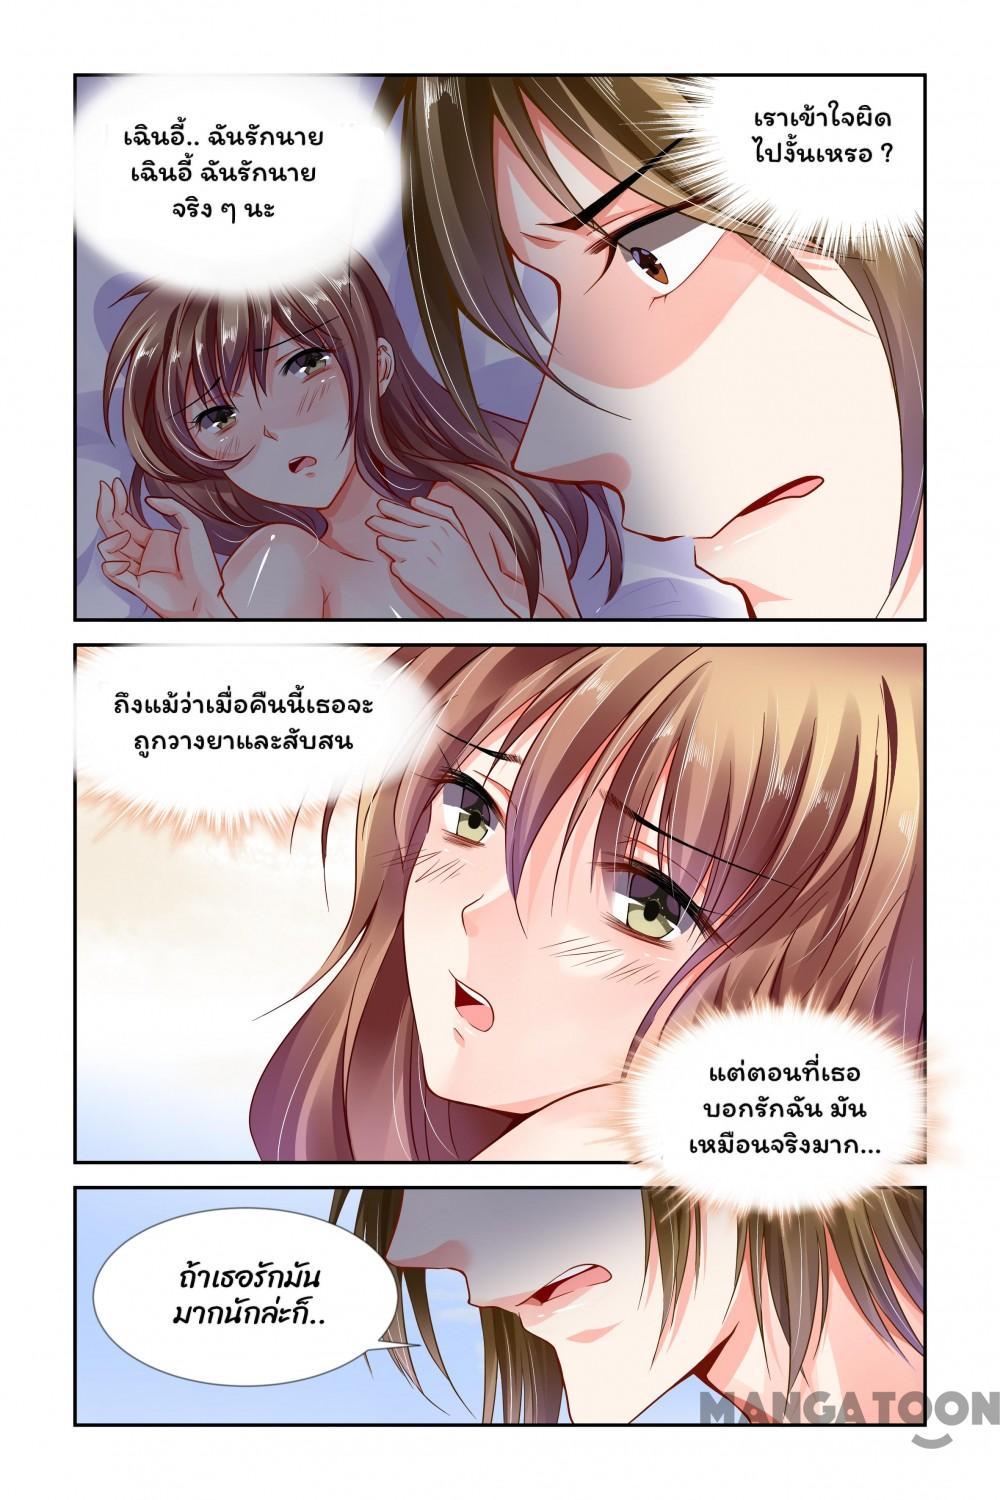 เฉินอี้.. ฉันรักนาย
เฉินอี้ ฉันรักนาย
จริง ๆ นะ
เราเข้าใจผิด
ไปงั้นเหรอ ?
ถึงแม้ว่าเมื่อคืนนี้เธอจะ
ถูกวางยาและสับสน
แต่ตอนที่เธอ
บอกรักฉัน มัน
เหมือนจริงมาก...
ถ้าเธอรักมัน
มากนักล่ะก็..
MANGATOON